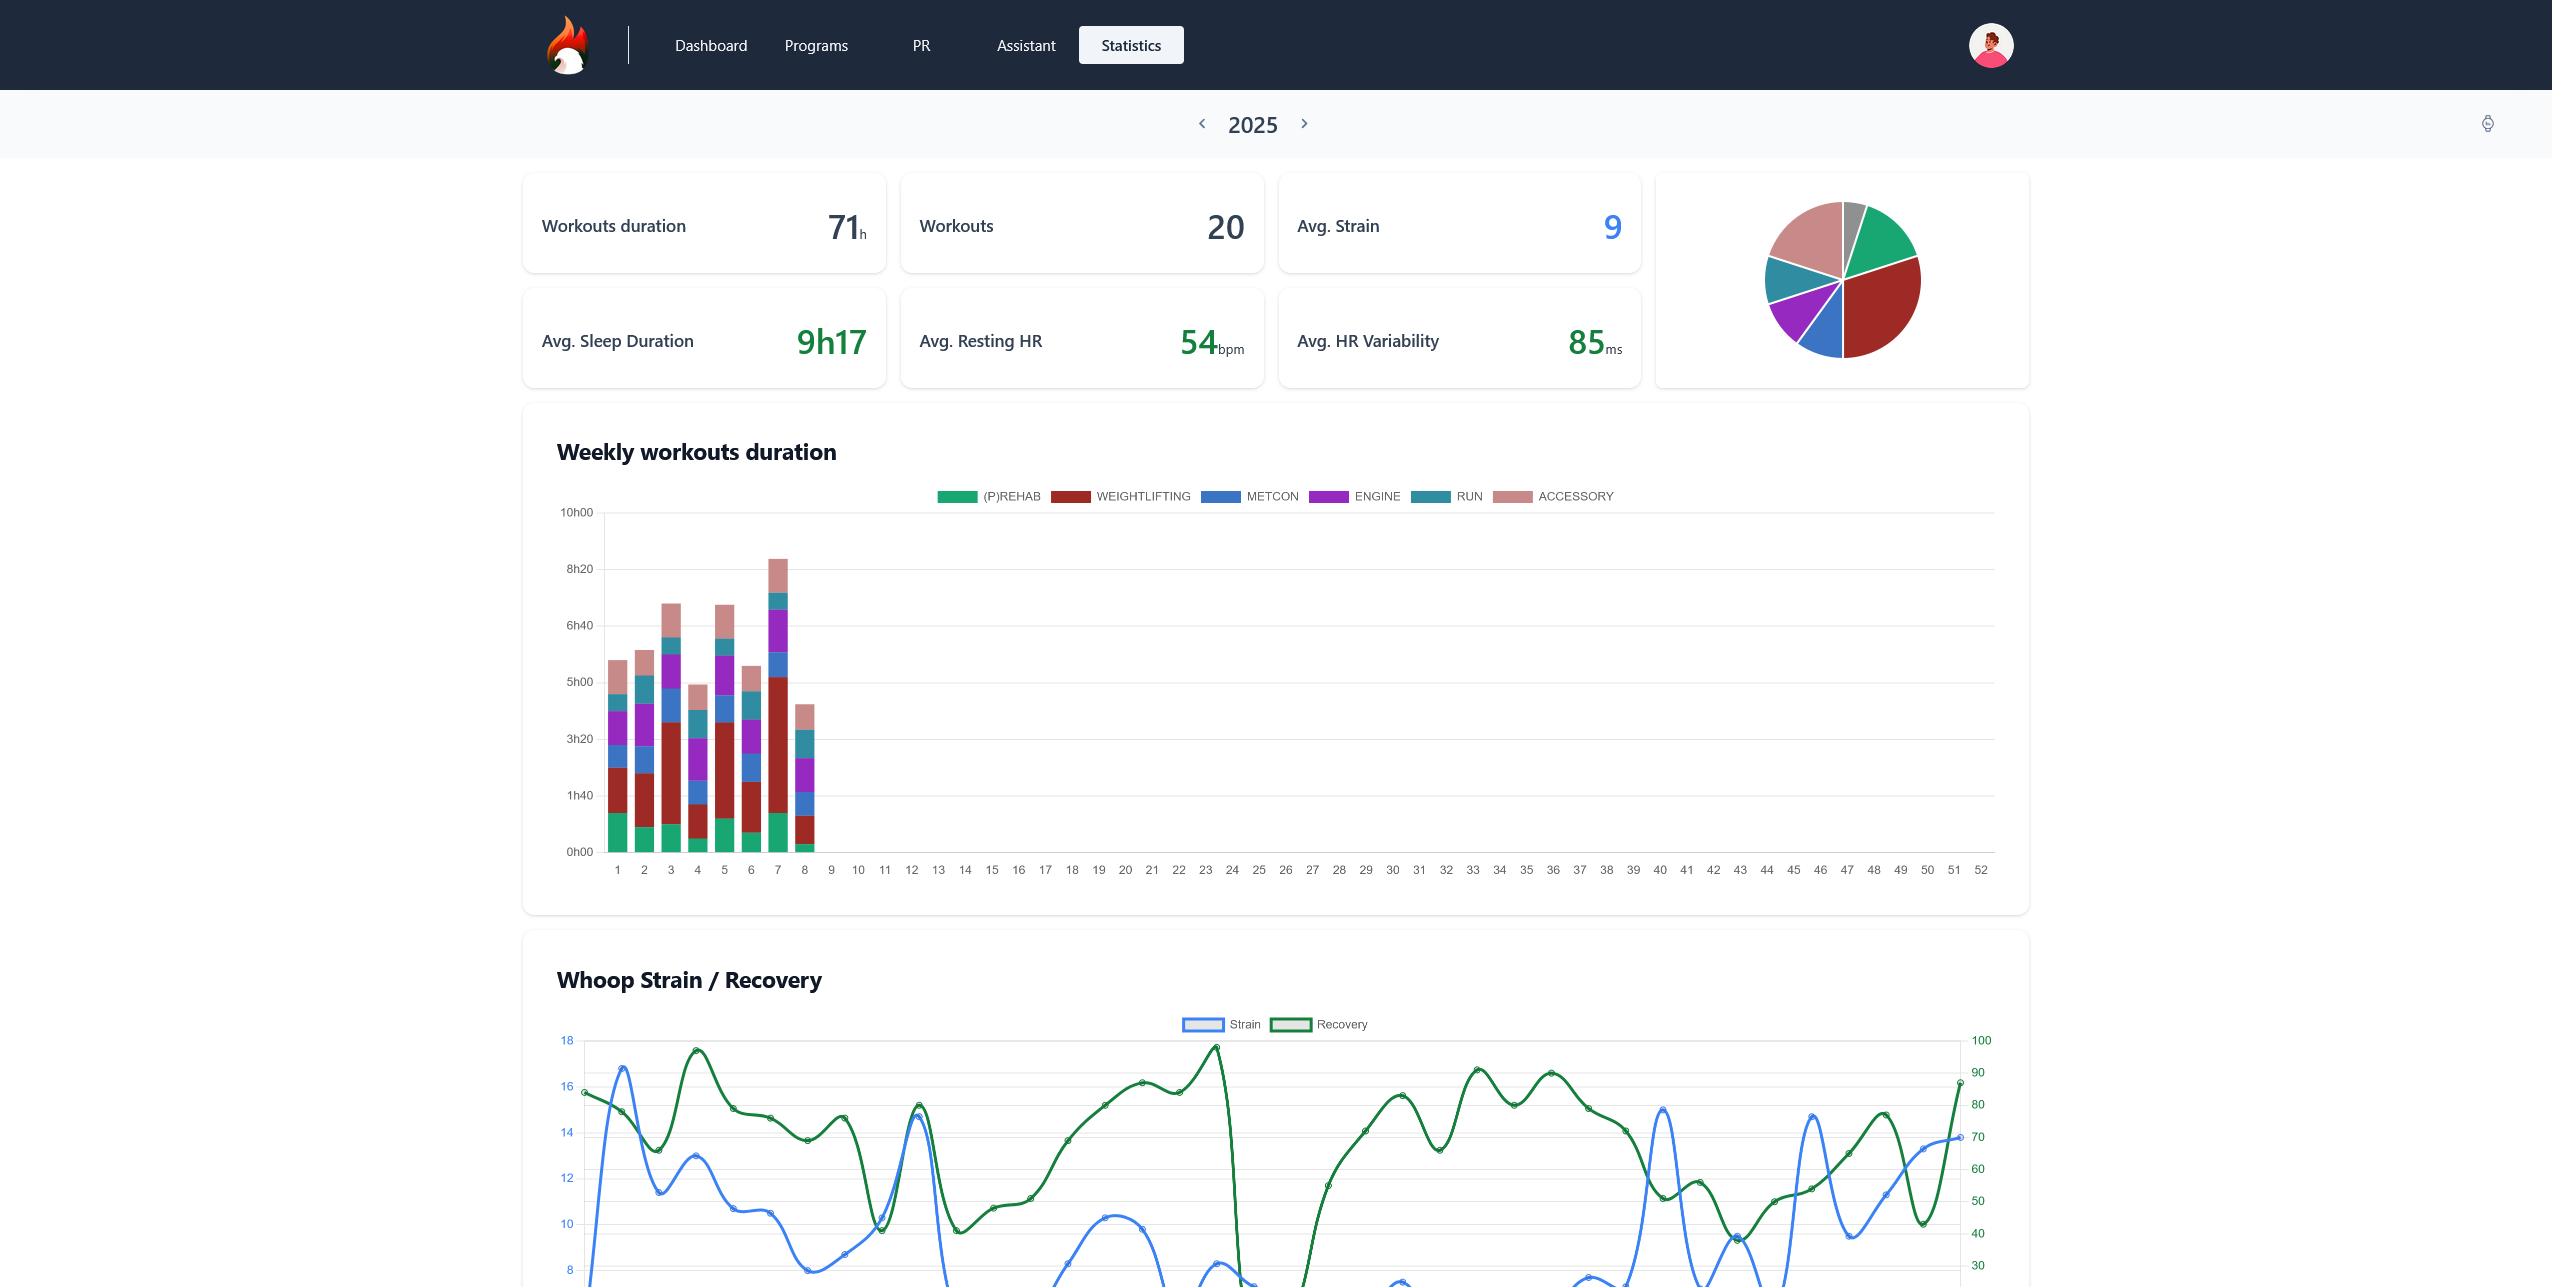 Dashboard Programs PR Assistant Statistics
2025
Workouts duration 71h
Workouts 20
Avg. Strain 9
Avg. Sleep Duration 9h17
Avg. Resting HR 54bpm
Avg. HR Variability 85ms
Weekly workouts duration
(P)REHAB WEIGHTLIFTING METCON ENGINE RUN ACCESSORY
10h00
8h20
6h40
5h00
3h20
1h40
0h00
1 2 3 4 5 6 7 8 9 10 11 12 13 14 15 16 17 18 19 20 21 22 23 24 25 26 27 28 29 30 31 32 33 34 35 36 37 38 39 40 41 42 43 44 45 46 47 48 49 50 51 52
Whoop Strain / Recovery
Strain Recovery
18
16
14
12
10
8
100
90
80
70
60
50
40
30